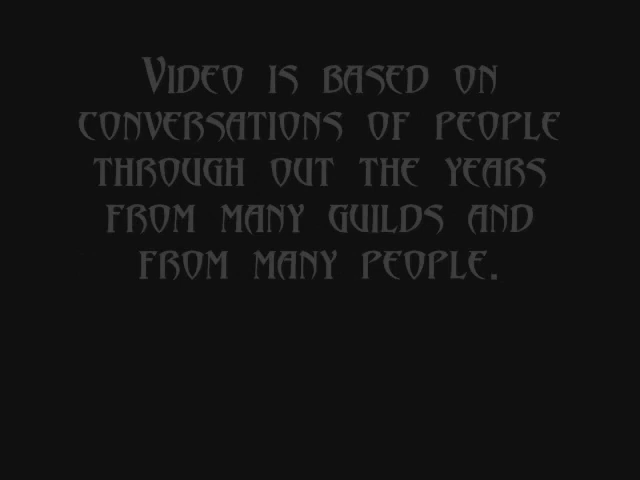 Video is based on
conversations of people
through out the years
from many guilds and
from many people.